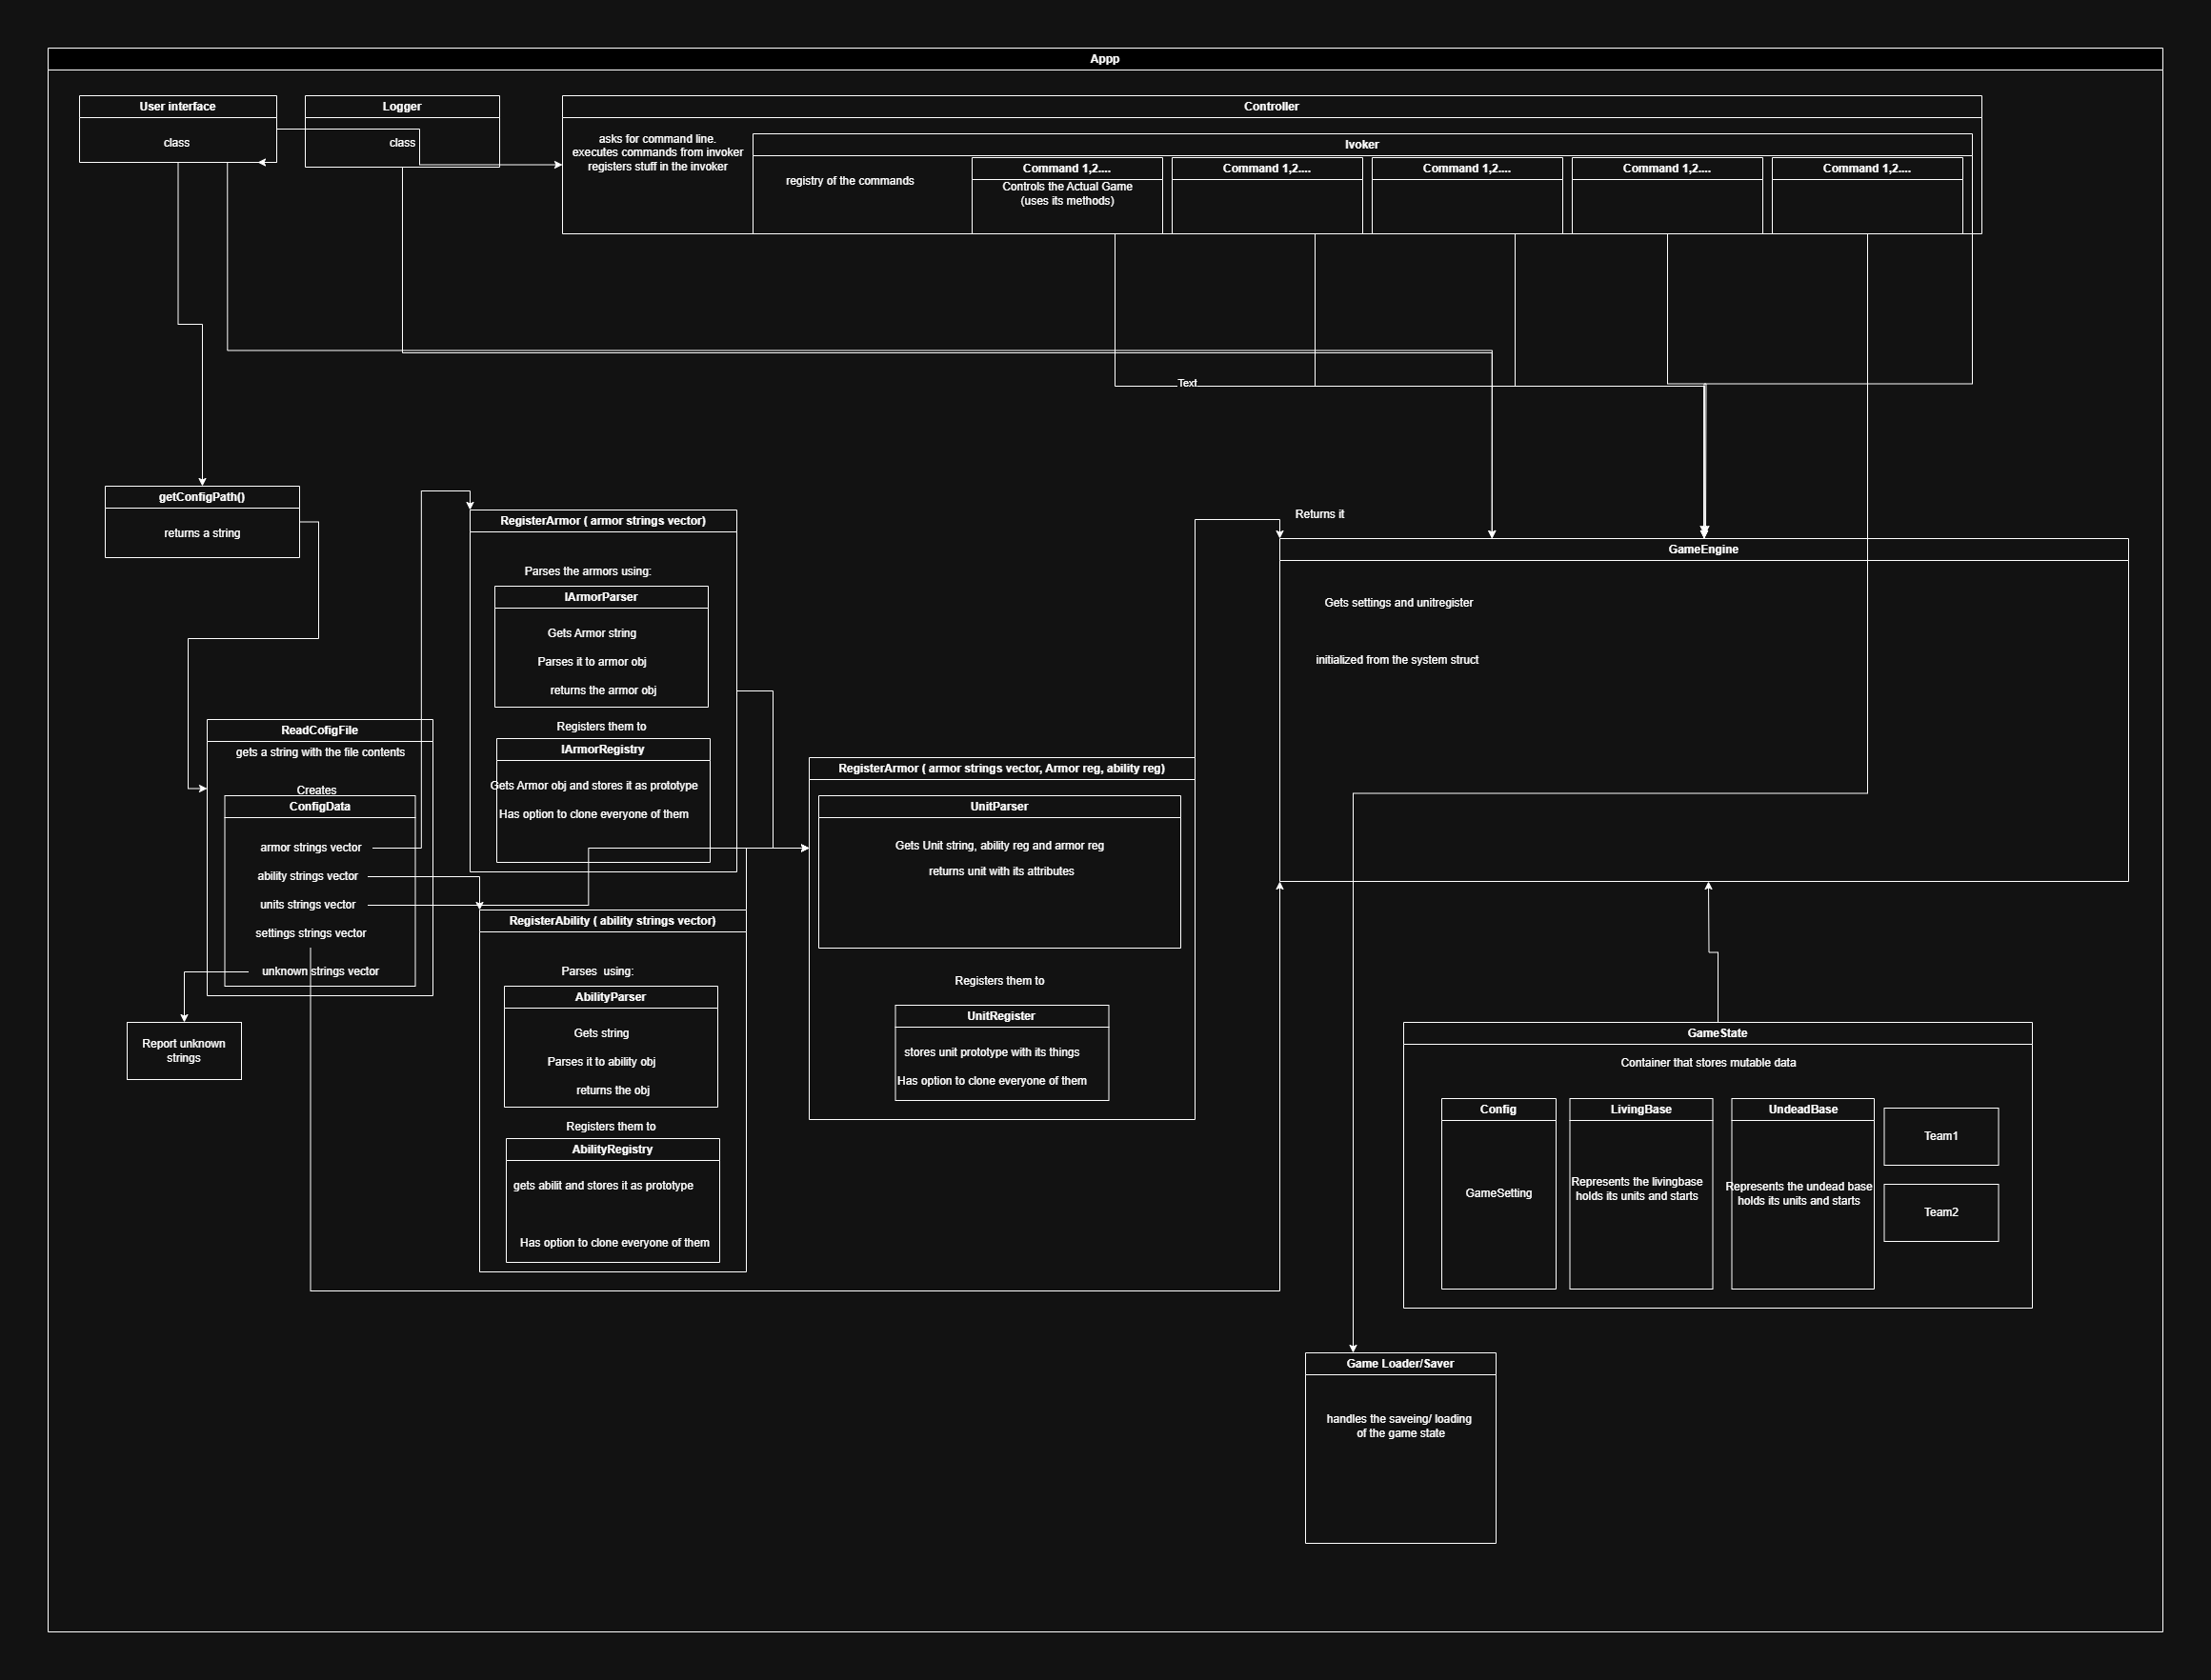 Appp
User interface
class
Logger
class
Controller
asks for command line.
executes commands from invoker
registers stuff in the invoker
Ivoker
registry of the commands
Command 1,2....
Controls the Actual Game
(uses its methods)
Command 1,2....
Command 1,2....
Command 1,2....
Command 1,2....
Text
getConfigPath()
returns a string
ReadCofigFile
gets a string with the file contents
Creates
ConfigData
armor strings vector
ability strings vector
units strings vector
settings strings vector
unknown strings vector
Report unknown
strings
RegisterArmor ( armor strings vector)
Parses the armors using:
IArmorParser
Gets Armor string
Parses it to armor obj
returns the armor obj
Registers them to
IArmorRegistry
Gets Armor obj and stores it as prototype
Has option to clone everyone of them
RegisterAbility ( ability strings vector)
Parses  using:
AbilityParser
Gets string
Parses it to ability obj
returns the obj
Registers them to
AbilityRegistry
gets abilit and stores it as prototype
Has option to clone everyone of them
RegisterArmor ( armor strings vector, Armor reg, ability reg)
UnitParser
Gets Unit string, ability reg and armor reg
returns unit with its attributes
Registers them to
UnitRegister
stores unit prototype with its things
Has option to clone everyone of them
Returns it
GameEngine
Gets settings and unitregister
initialized from the system struct
GameState
Container that stores mutable data
Config
GameSetting
LivingBase
Represents the livingbase
holds its units and starts
UndeadBase
Represents the undead base
holds its units and starts
Team1
Team2
Game Loader/Saver
handles the saveing/ loading
of the game state